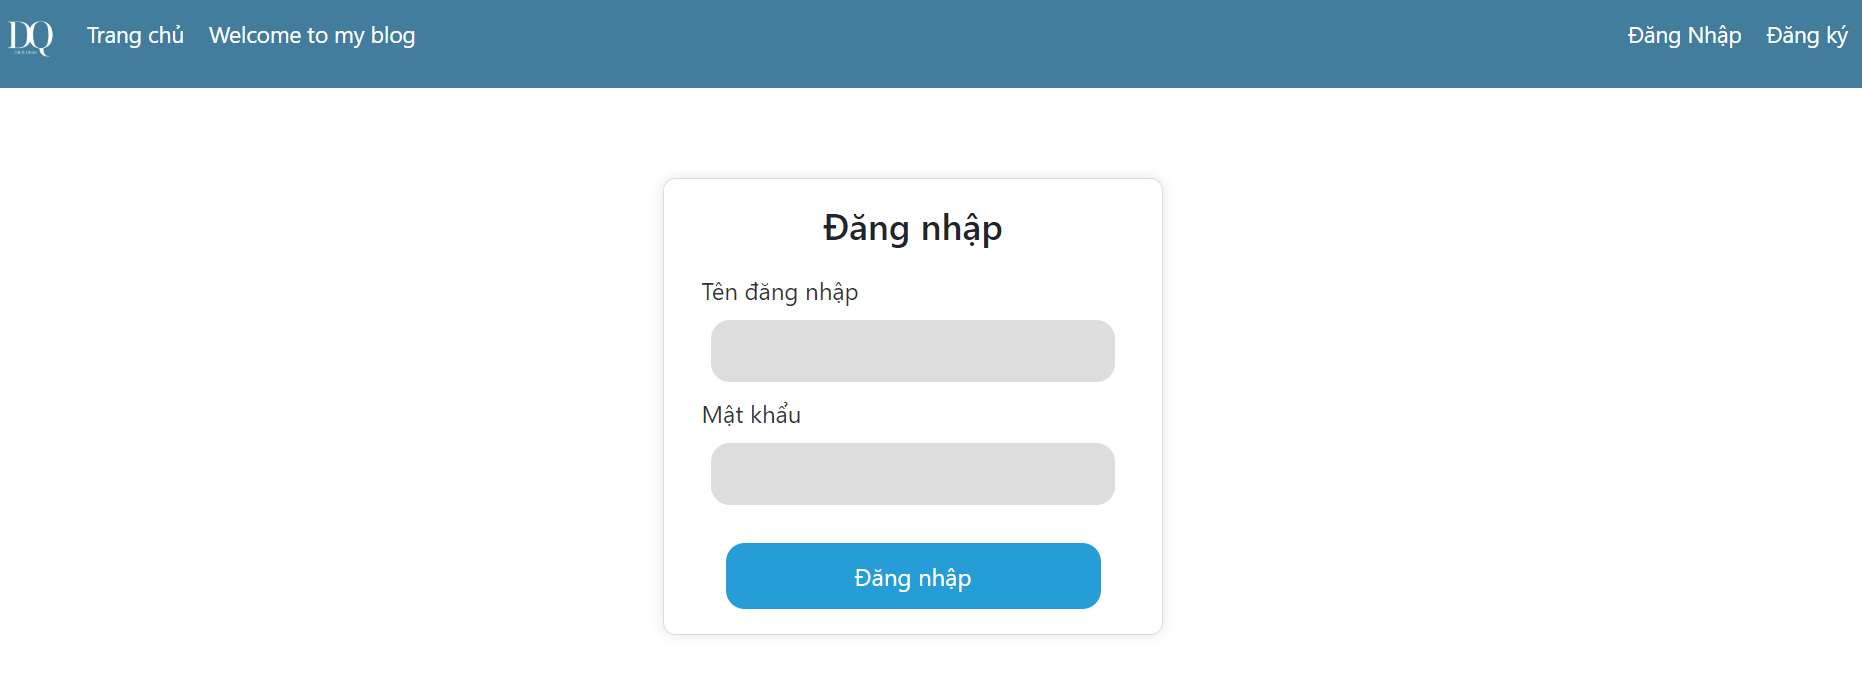 DQ
Trang chủ
Welcome to my blog
Đăng Nhập
Đăng ký
Đăng nhập
Tên đăng nhập
Mật khẩu
Đăng nhập